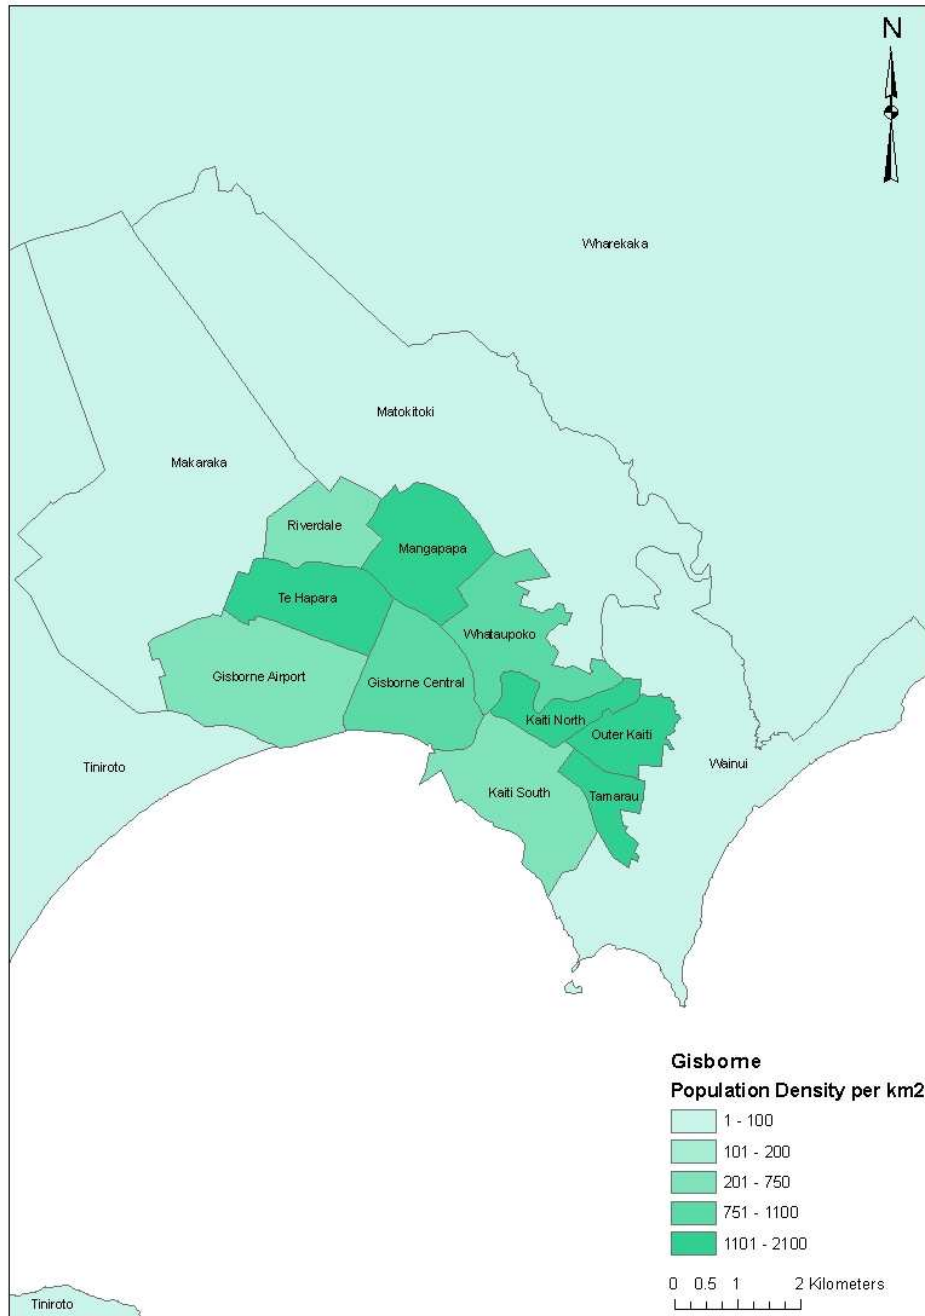 N
Wharekaka
Matokitoki
Makaraka
Riverdale
Mangapapa
Te Hapara
Whataupoko
Gisborne Airport
Gisborne Central
Kaiti North
Outer Kaiti
Tiniroto
Wainui
Kaiti South
Tamarau
Gisborne
Population Density per km2
1 - 100
101 - 200
201 - 750
751 - 1100
1101 - 2100
0 0.5 1 2 Kilometers
Tiniroto